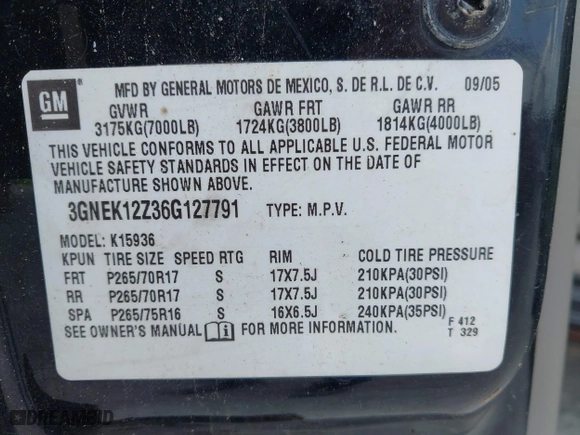 GM
MFD BY GENERAL MOTORS DE MEXICO, S. DE R.L. DE C.V. 09/05
GVWR GAWR FRT GAWR RR
3175KG(7000LB) 1724KG(3800LB) 1814KG(4000LB)
THIS VEHICLE CONFORMS TO ALL APPLICABLE U.S. FEDERAL MOTOR
VEHICLE SAFETY STANDARDS IN EFFECT ON THE DATE OF
MANUFACTURE SHOWN ABOVE.
3GNEK12Z36G127791 TYPE: M.P.V.
MODEL: K15936
KPUN TIRE SIZE SPEED RTG RIM COLD TIRE PRESSURE
FRT P265/70R17 S 17X7.5J 210KPA(30PSI)
RR P265/70R17 S 17X7.5J 210KPA(30PSI)
SPA P265/75R16 S 16X6.5J 240KPA(35PSI)
SEE OWNER'S MANUAL FOR MORE INFORMATION.
F 412
T 329
© DREAMBID